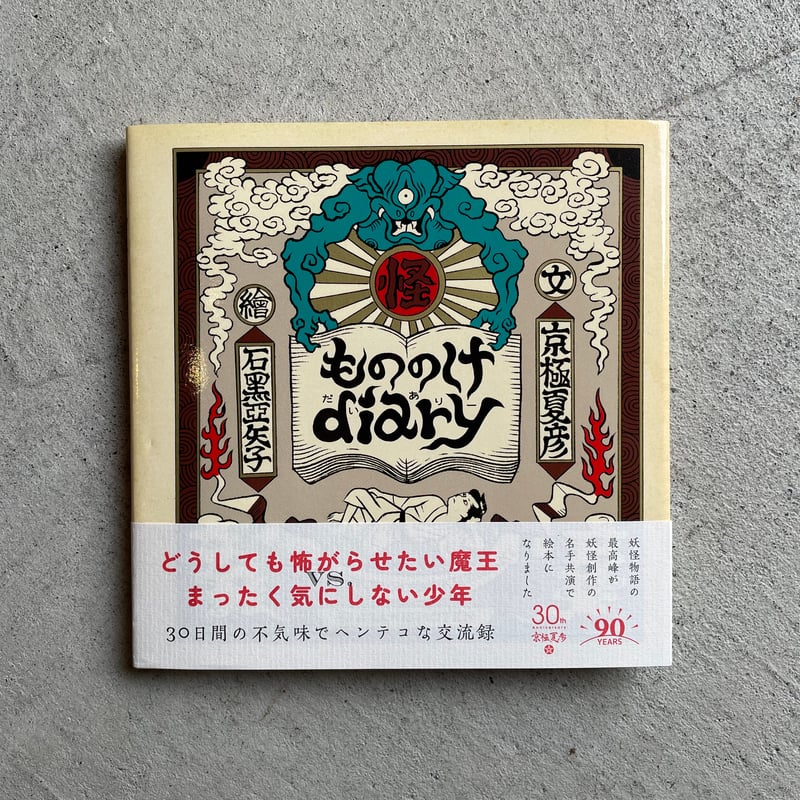 怪
文
京極夏彦
繪
石黑亞矢子
もののけ
だいあり
diary
どうしても怖がらせたい魔王
VS.
まったく気にしない少年
30日間の不気味でヘンテコな交流録
妖怪物語の
最高峰が
妖怪創作の
名手共演で
絵本に
なりました
30th
Anniversary
京極夏彦
90
YEARS